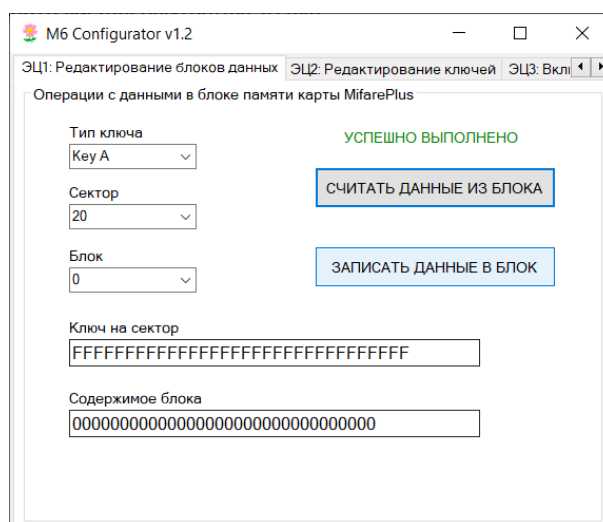 M6 Configurator v1.2
ЭЦ1: Редактирование блоков данных ЭЦ2: Редактирование ключей ЭЦ3: Вкл
Операции с данными в блоке памяти карты MifarePlus
Тип ключа
УСПЕШНО ВЫПОЛНЕНО
Key A
СЧИТАТЬ ДАННЫЕ ИЗ БЛОКА
Сектор
20
Блок
ЗАПИСАТЬ ДАННЫЕ В БЛОК
0
Ключ на сектор
FFFFFFFFFFFFFFFFFFFFFFFFFFFFFFFF
Содержимое блока
00000000000000000000000000000000